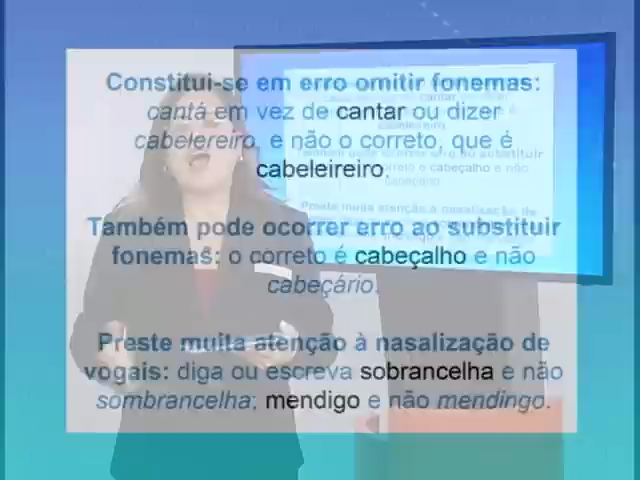 Constitui-se em erro omitir fonemas:
cantá em vez de cantar ou dizer
cabelereiro, e não o correto, que é
cabeleireiro.
Também pode ocorrer erro ao substituir
fonemas: o correto é cabeçalho e não
cabeçário.
Preste muita atenção à nasalização de
vogais: diga ou escreva sobrancelha e não
sombrancelha; mendigo e não mendingo.